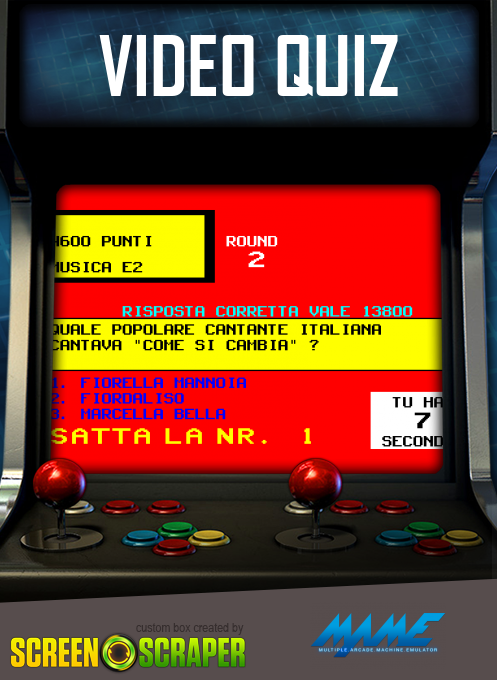 VIDEO QUIZ
4600 PUNTI
MUSICA E2
ROUND
2
RISPOSTA CORRETTA VALE 13800
QUALE POPOLARE CANTANTE ITALIANA
CANTAVA "COME SI CAMBIA" ?
1. FIORELLA MANNOIA
2. FIORDALISO
3. MARCELLA BELLA
SATTA LA NR. 1
TU HA
7
SECOND
custom box created by
SCREEN SCRAPER
MAME
MULTIPLE ARCADE MACHINE EMULATOR